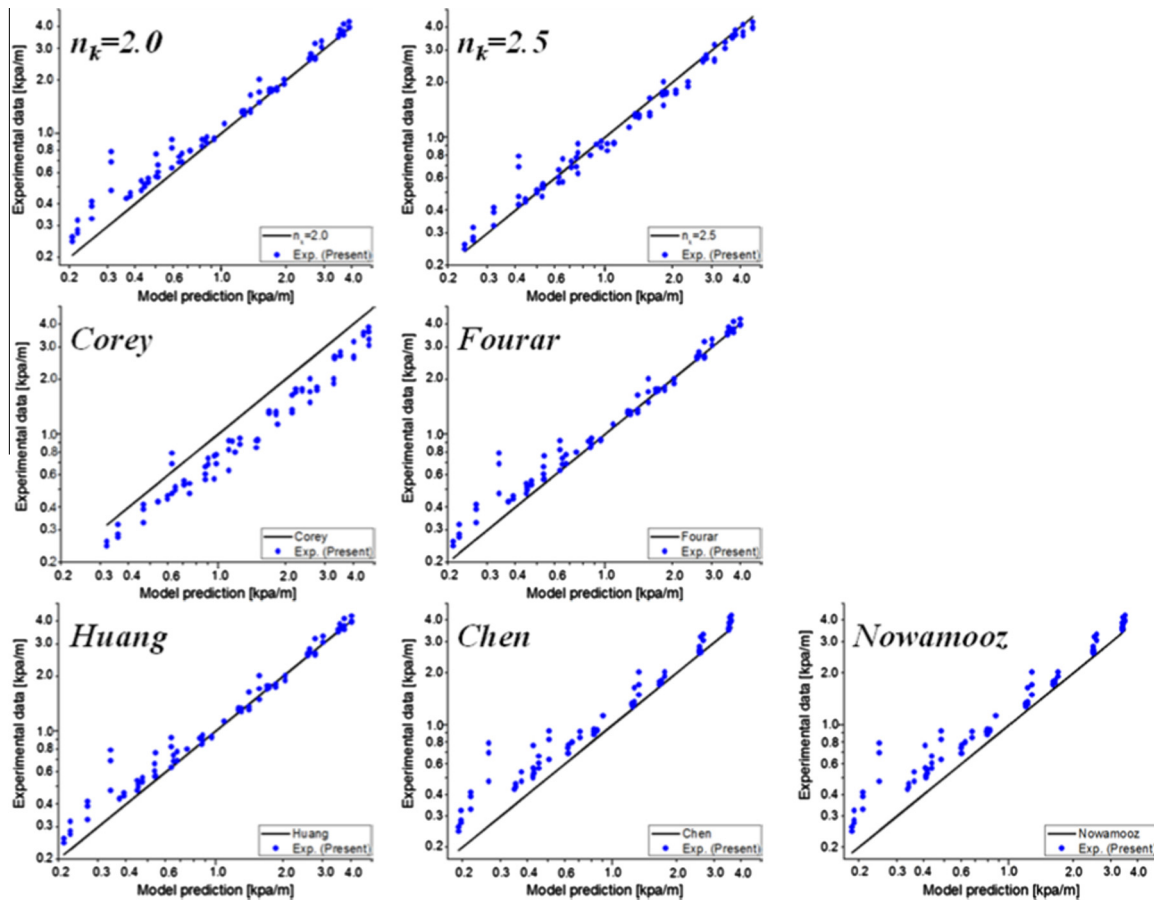 n_k=2.0
Experimental data [kpa/m]
4.0
3.0
2.0
1.0
0.8
0.6
0.4
0.3
0.2
n_k=2.0
Exp. (Present)
0.2 0.3 0.4 0.6 0.8 1.0 2.0 3.0 4.0
Model prediction [kpa/m]
n_k=2.5
Experimental data [kpa/m]
4.0
3.0
2.0
1.0
0.8
0.6
0.4
0.3
0.2
n_k=2.5
Exp. (Present)
0.2 0.3 0.4 0.6 0.8 1.0 2.0 3.0 4.0
Model prediction [kpa/m]
Corey
Experimental data [kpa/m]
4.0
3.0
2.0
1.0
0.8
0.6
0.4
0.3
0.2
Corey
Exp. (Present)
0.2 0.3 0.4 0.6 0.8 1.0 2.0 3.0 4.0
Model prediction [kpa/m]
Fourar
Experimental data [kpa/m]
4.0
3.0
2.0
1.0
0.8
0.6
0.4
0.3
0.2
Fourar
Exp. (Present)
0.2 0.3 0.4 0.6 0.8 1.0 2.0 3.0 4.0
Model prediction [kpa/m]
Huang
Experimental data [kpa/m]
4.0
3.0
2.0
1.0
0.8
0.6
0.4
0.3
0.2
Huang
Exp. (Present)
0.2 0.3 0.4 0.6 0.8 1.0 2.0 3.0 4.0
Model prediction [kpa/m]
Chen
Experimental data [kpa/m]
4.0
3.0
2.0
1.0
0.8
0.6
0.4
0.3
0.2
Chen
Exp. (Present)
0.2 0.3 0.4 0.6 0.8 1.0 2.0 3.0 4.0
Model prediction [kpa/m]
Nowamooz
Experimental data [kpa/m]
4.0
3.0
2.0
1.0
0.8
0.6
0.4
0.3
0.2
Nowamooz
Exp. (Present)
0.2 0.3 0.4 0.6 0.8 1.0 2.0 3.0 4.0
Model prediction [kpa/m]